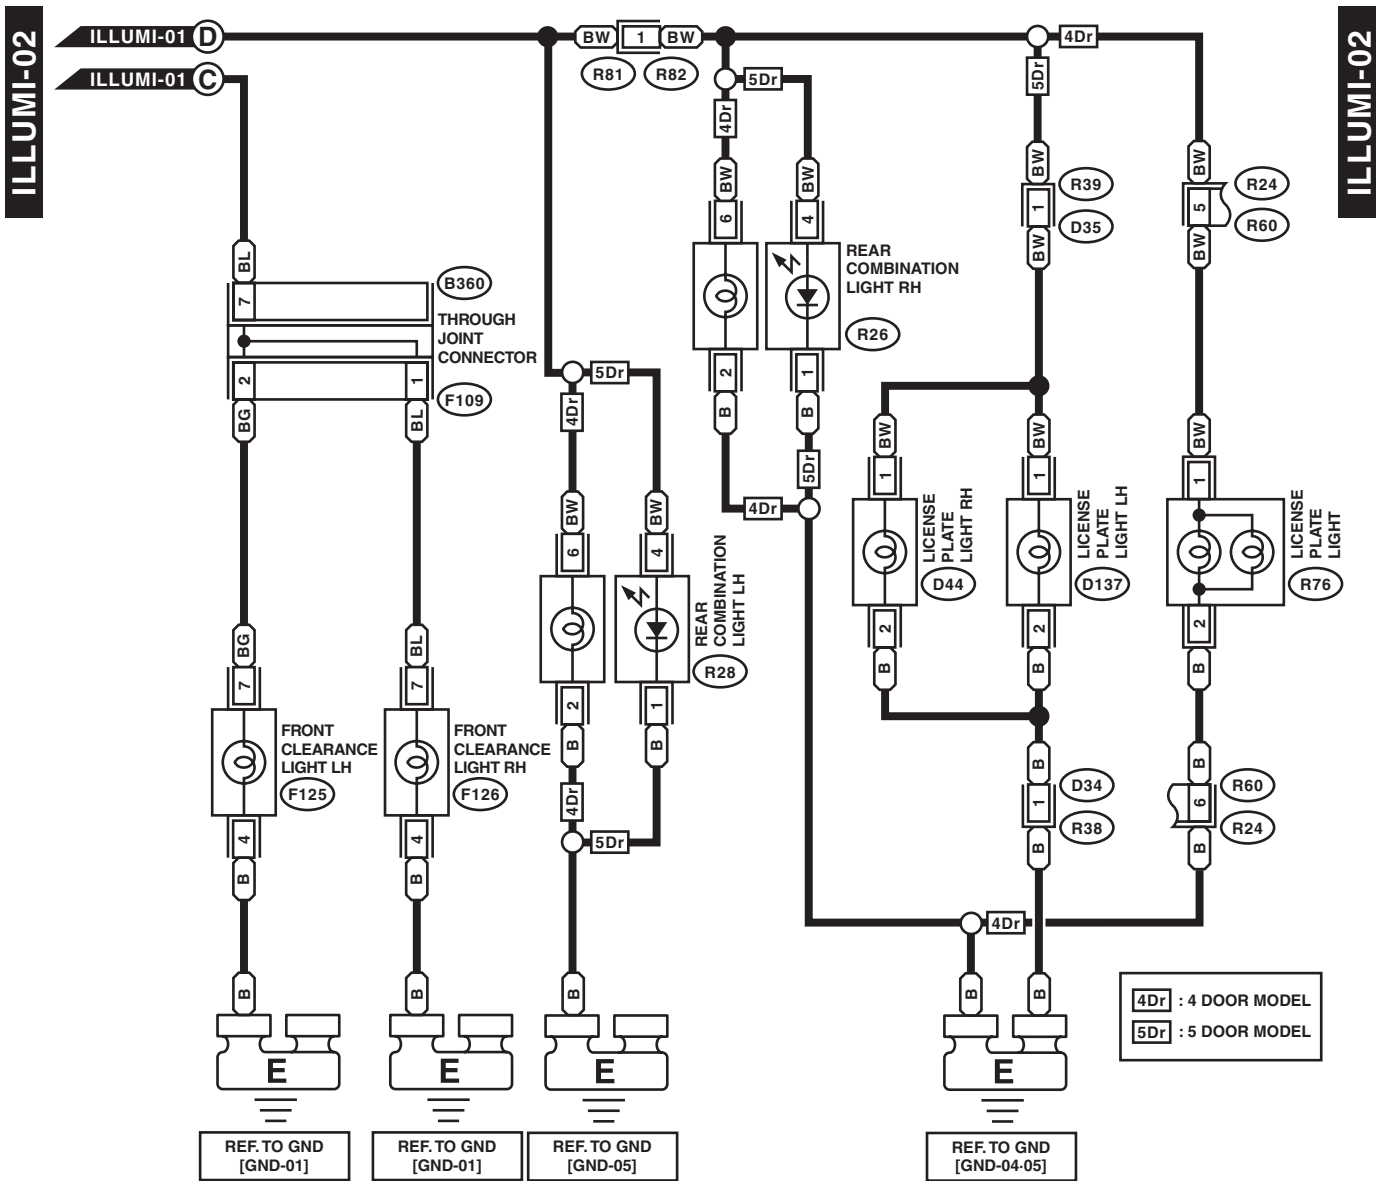 ILLUMI-02
ILLUMI-02
ILLUMI-01 D
BW 1 BW
4Dr
R81 R82
ILLUMI-01 C
5Dr
5Dr
4Dr
BW
BW
R39
R24
BW
BW
1
5
D35
R60
6
4
BW
BW
BL
REAR
COMBINATION
LIGHT RH
R26
B360
7
THROUGH
JOINT
CONNECTOR
2
1
F109
BG
BL
5Dr
4Dr
2
1
B
B
5Dr
4Dr
BW
BW
BW
1
1
1
LICENSE
PLATE
LIGHT RH
D44
LICENSE
PLATE
LIGHT LH
D137
LICENSE
PLATE
LIGHT
R76
2
2
2
B
B
B
BW
BW
6
4
REAR
COMBINATION
LIGHT LH
R28
2
1
B
B
4Dr
5Dr
BG
BL
7
7
FRONT
CLEARANCE
LIGHT LH
F125
FRONT
CLEARANCE
LIGHT RH
F126
4
4
B
B
B
B
D34
R60
1
6
R38
R24
B
B
4Dr
B
B
B
B
B
4Dr : 4 DOOR MODEL
5Dr : 5 DOOR MODEL
E
E
E
E
REF. TO GND
[GND-01]
REF. TO GND
[GND-01]
REF. TO GND
[GND-05]
REF. TO GND
[GND-04·05]